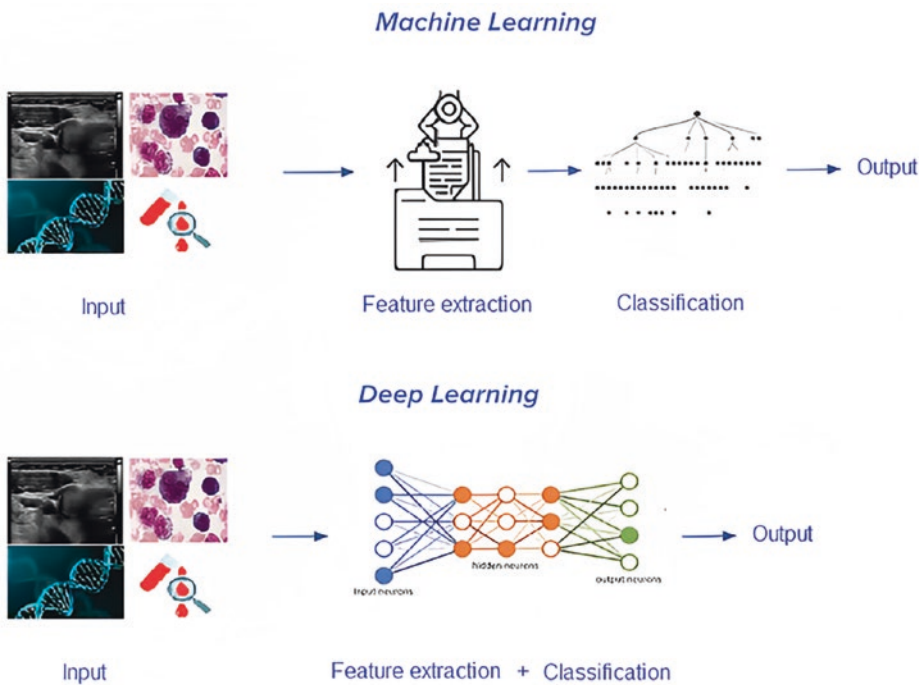 Machine Learning
Output
Input
Feature extraction
Classification
Deep Learning
Output
hidden neurons
Input neurons
output neurons
Input
Feature extraction + Classification